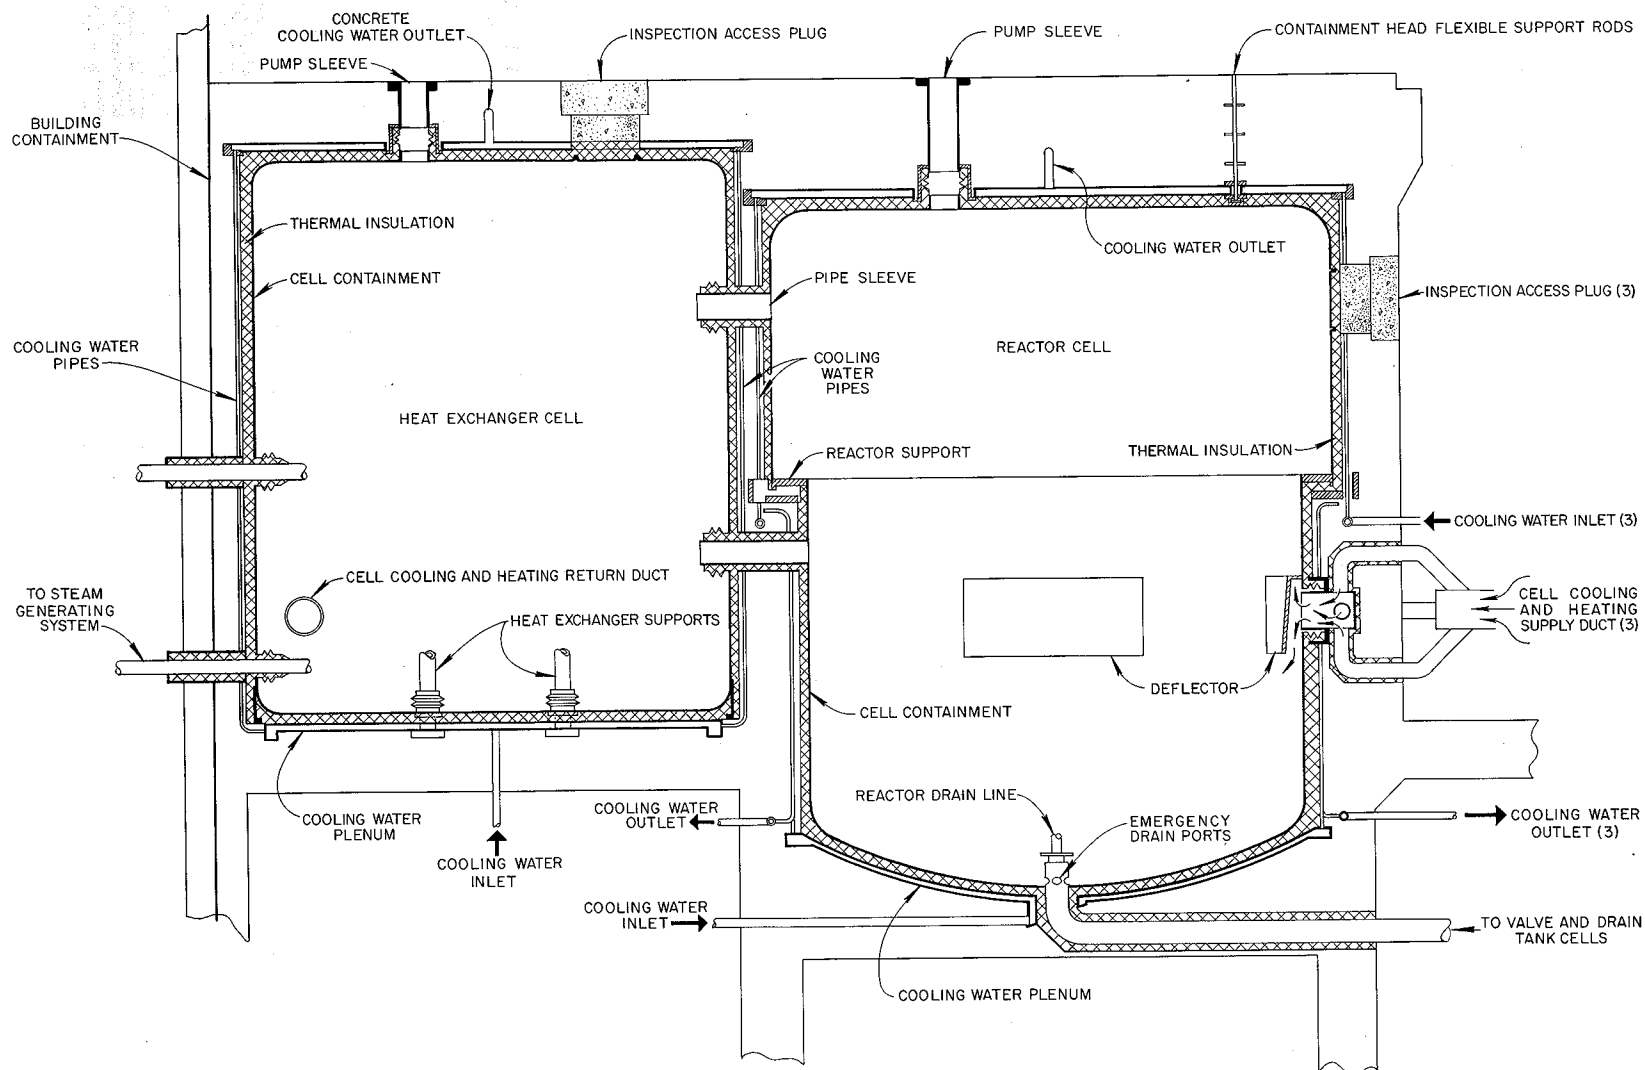 CONCRETE
COOLING WATER OUTLET
PUMP SLEEVE
INSPECTION ACCESS PLUG
PUMP SLEEVE
CONTAINMENT HEAD FLEXIBLE SUPPORT RODS
BUILDING
CONTAINMENT
THERMAL INSULATION
COOLING WATER OUTLET
CELL CONTAINMENT
PIPE SLEEVE
INSPECTION ACCESS PLUG (3)
COOLING WATER
PIPES
COOLING
WATER
PIPES
REACTOR CELL
HEAT EXCHANGER CELL
REACTOR SUPPORT
THERMAL INSULATION
COOLING WATER INLET (3)
CELL COOLING AND HEATING RETURN DUCT
TO STEAM
GENERATING
SYSTEM
HEAT EXCHANGER SUPPORTS
CELL COOLING
AND HEATING
SUPPLY DUCT (3)
DEFLECTOR
CELL CONTAINMENT
REACTOR DRAIN LINE
EMERGENCY
DRAIN PORTS
COOLING WATER
OUTLET
COOLING WATER
OUTLET (3)
COOLING WATER
PLENUM
COOLING WATER
INLET
COOLING WATER
INLET
TO VALVE AND DRAIN
TANK CELLS
COOLING WATER PLENUM